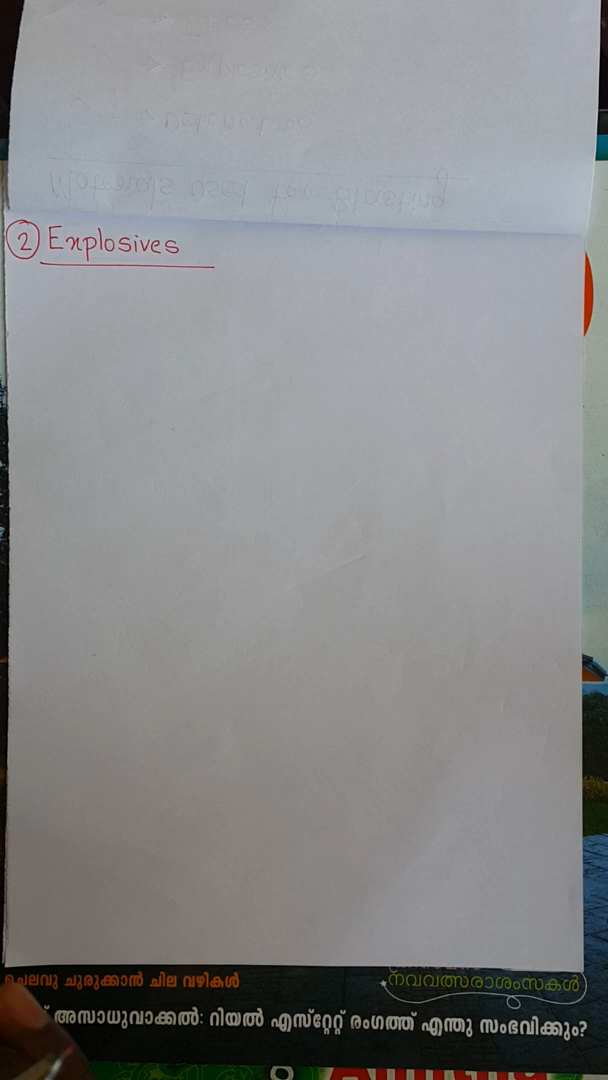 ② Explosives
ചെലവു ചുരുക്കാൻ ചില വഴികൾ
നവവത്സരാശംസകൾ
അസാധുവാക്കൽ: റിയൽ എസ്റ്റേറ്റ് രംഗത്ത് എന്തു സംഭവിക്കും?